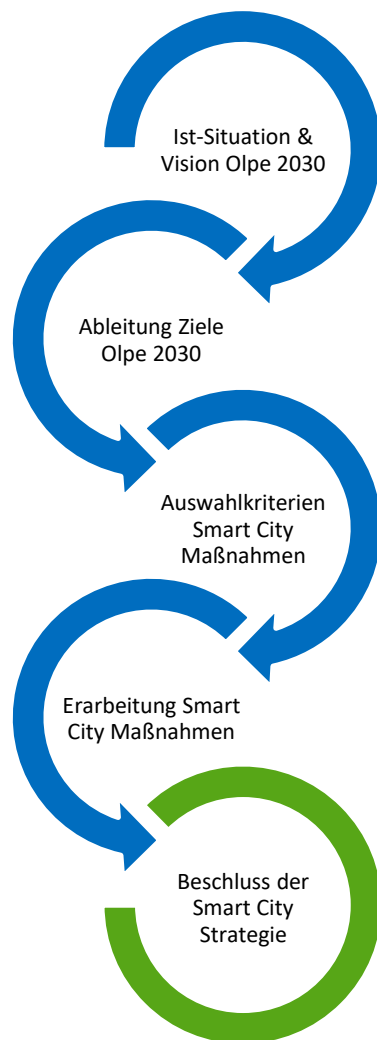 Ist-Situation &
Vision Olpe 2030
Ableitung Ziele
Olpe 2030
Auswahlkriterien
Smart City
Maßnahmen
Erarbeitung Smart
City Maßnahmen
Beschluss der
Smart City
Strategie